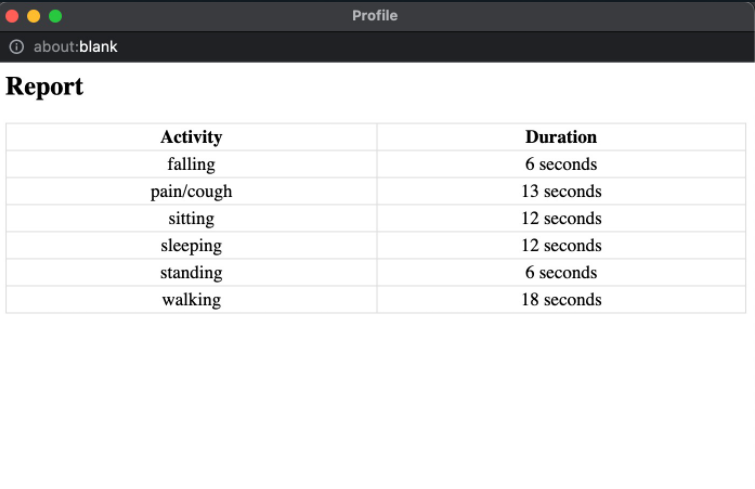 Profile
about:blank
Report
Activity Duration
falling 6 seconds
pain/cough 13 seconds
sitting 12 seconds
sleeping 12 seconds
standing 6 seconds
walking 18 seconds